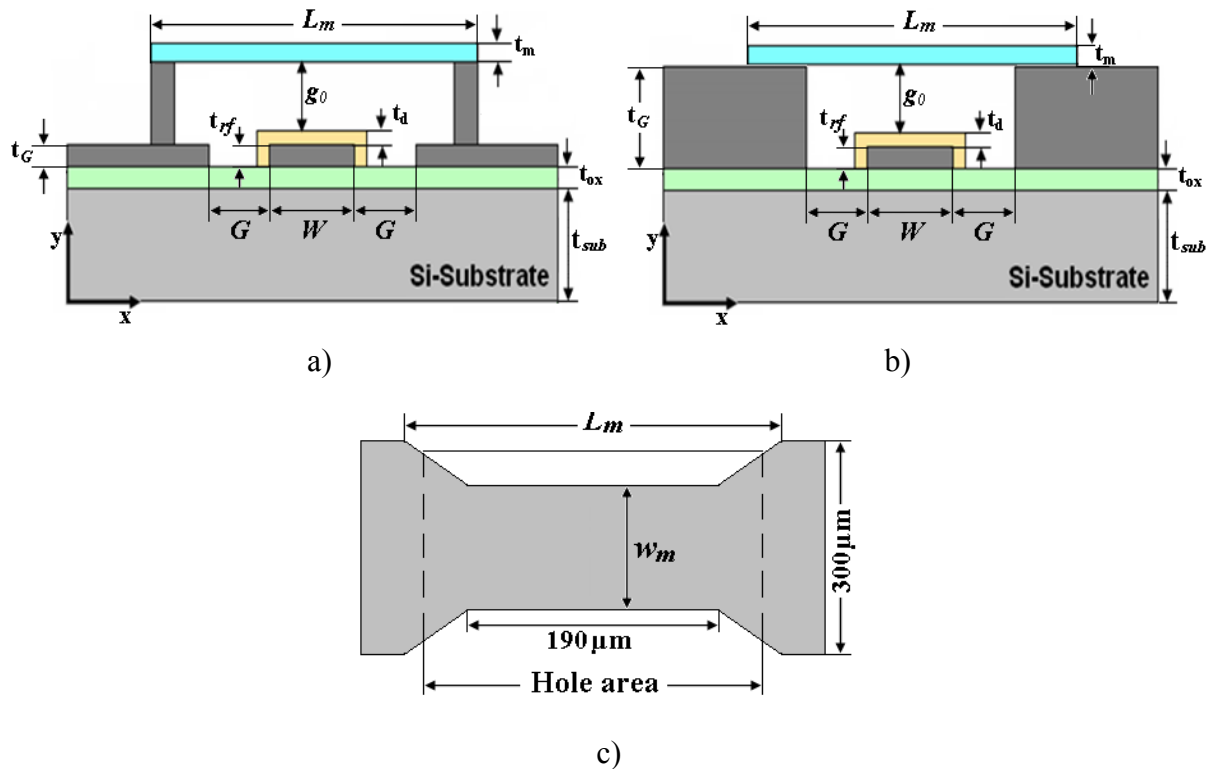 Lm
tm
g0
trf
td
tG
tox
G
W
G
tsub
y
Si-Substrate
x
a)
Lm
tm
g0
tG
trf
td
tox
G
W
G
tsub
y
Si-Substrate
x
b)
Lm
wm
300µm
190µm
Hole area
c)